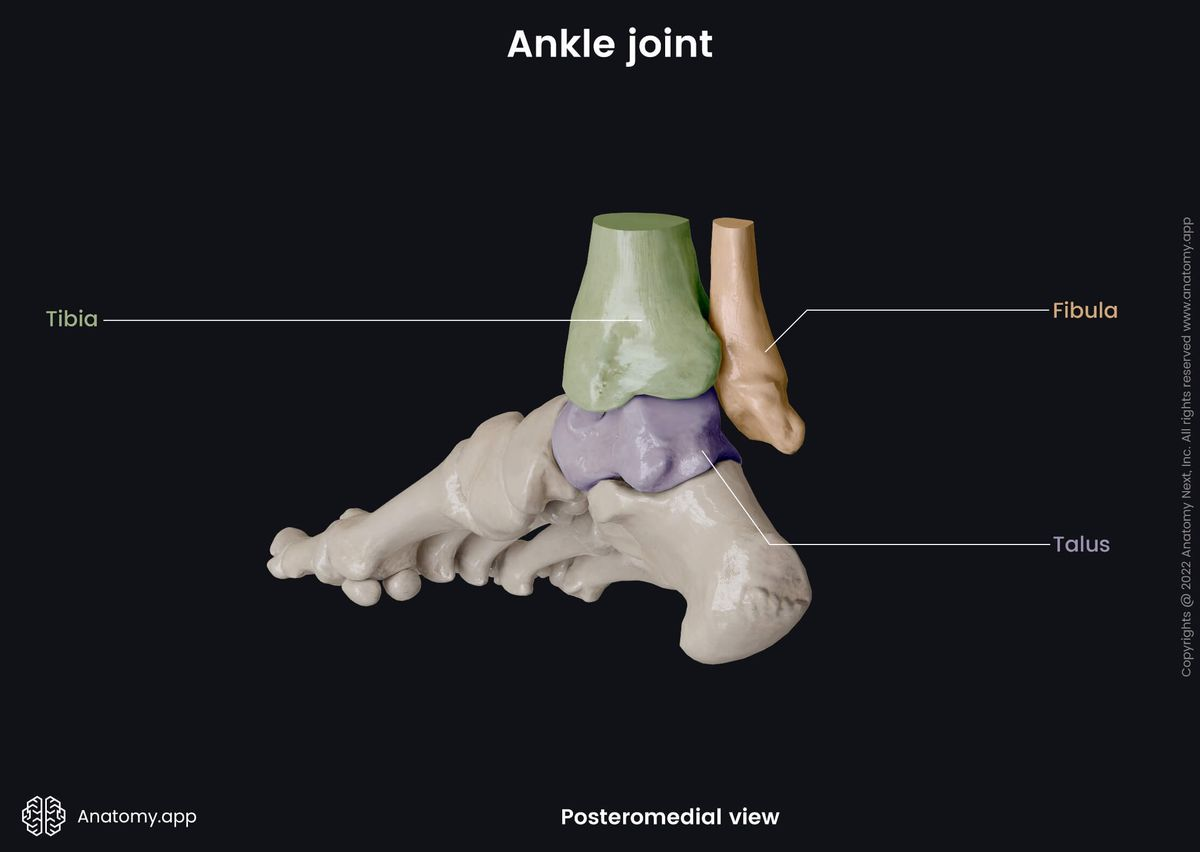 Ankle joint
Tibia
Fibula
Talus
Copyrights @ 2022 Anatomy Next, Inc. All rights reserved www.anatomy.app
Anatomy.app
Posteromedial view